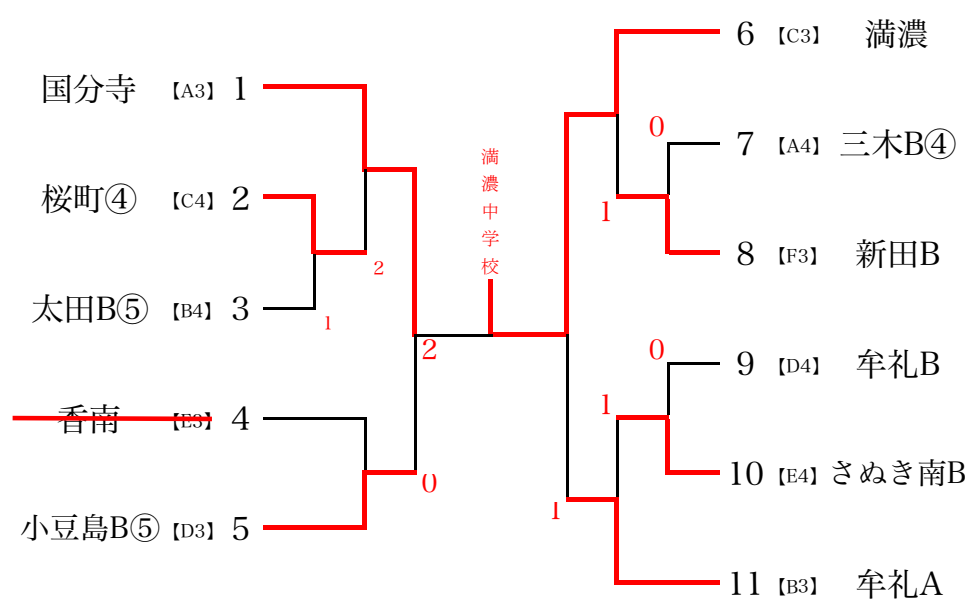 国分寺 【A3】 1
桜町④ 【C4】 2
2
太田B⑤ 【B4】 3
1
香南 【E3】 4
小豆島B⑤ 【D3】 5
2
0
満濃中学校
6 【C3】 満濃
0
7 【A4】 三木B④
1
8 【F3】 新田B
0
9 【D4】 牟礼B
1
10 【E4】 さぬき南B
1
11 【B3】 牟礼A